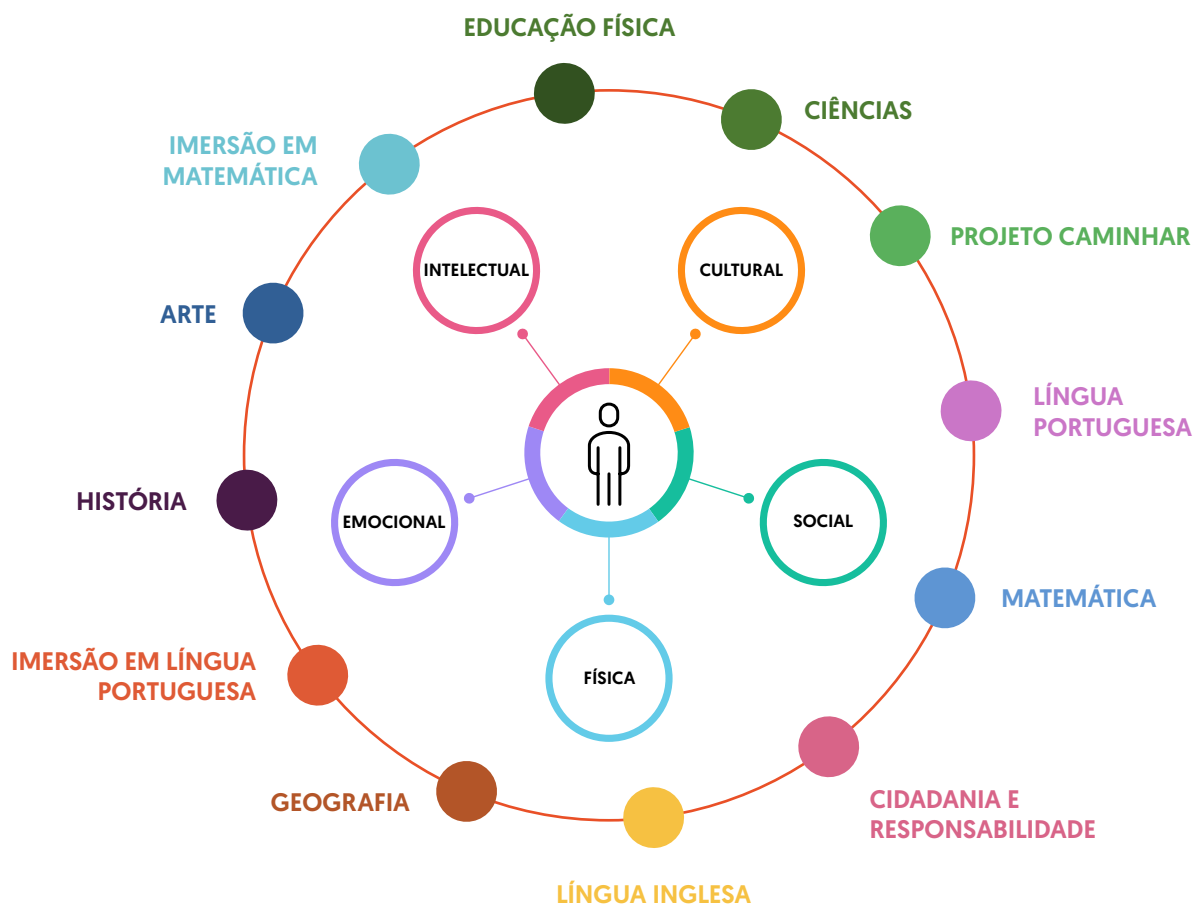 EDUCAÇÃO FÍSICA
CIÊNCIAS
IMERSÃO EM
MATEMÁTICA
PROJETO CAMINHAR
INTELECTUAL
CULTURAL
ARTE
LÍNGUA
PORTUGUESA
HISTÓRIA
EMOCIONAL
SOCIAL
MATEMÁTICA
IMERSÃO EM LÍNGUA
PORTUGUESA
FÍSICA
GEOGRAFIA
CIDADANIA E
RESPONSABILIDADE
LÍNGUA INGLESA